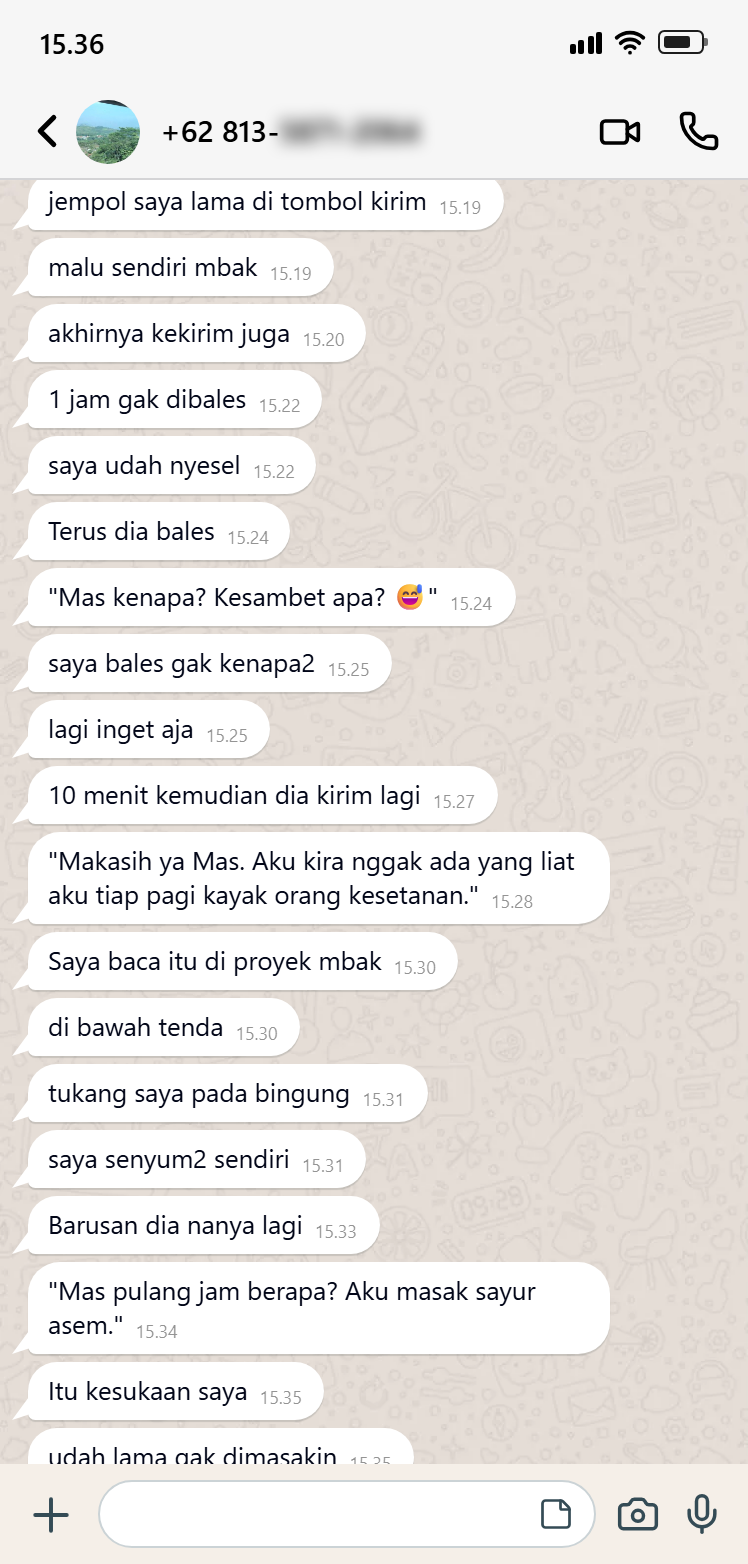 15.36
+62 813-
jempol saya lama di tombol kirim 15.19
malu sendiri mbak 15.19
akhirnya kekirim juga 15.20
1 jam gak dibales 15.22
saya udah nyesel 15.22
Terus dia bales 15.24
"Mas kenapa? Kesambet apa? 😅" 15.24
saya bales gak kenapa2 15.25
lagi inget aja 15.25
10 menit kemudian dia kirim lagi 15.27
"Makasih ya Mas. Aku kira nggak ada yang liat
aku tiap pagi kayak orang kesetanan." 15.28
Saya baca itu di proyek mbak 15.30
di bawah tenda 15.30
tukang saya pada bingung 15.31
saya senyum2 sendiri 15.31
Barusan dia nanya lagi 15.33
"Mas pulang jam berapa? Aku masak sayur
asem." 15.34
Itu kesukaan saya 15.35
udah lama gak dimasakin 15.35